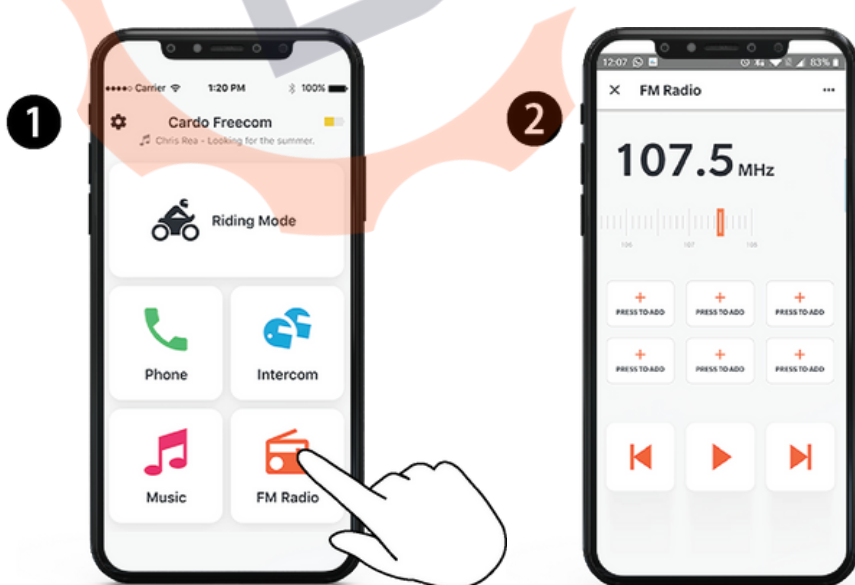 1
●●●●○ Carrier 1:20 PM 100%
Cardo Freecom
Chris Rea - Looking for the summer.
Riding Mode
Phone
Intercom
Music
FM Radio
2
12:07 83%
× FM Radio ...
107.5 MHz
106 107 108
+ + +
PRESS TO ADD PRESS TO ADD PRESS TO ADD
+ + +
PRESS TO ADD PRESS TO ADD PRESS TO ADD